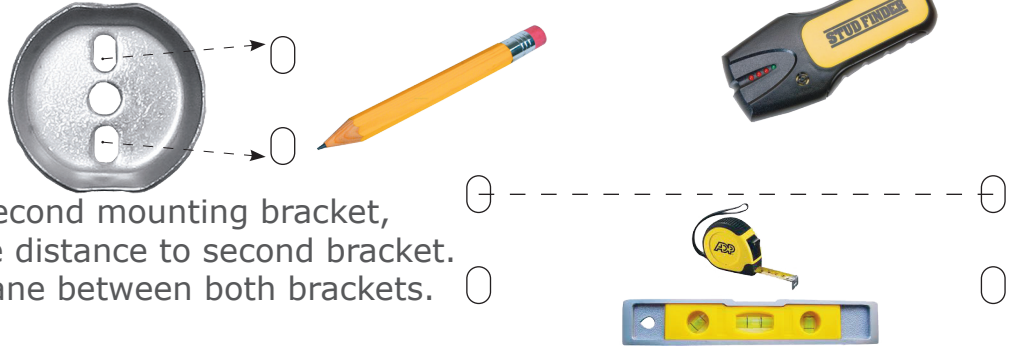 STUD FINDER
econd mounting bracket,
e distance to second bracket.
ane between both brackets.